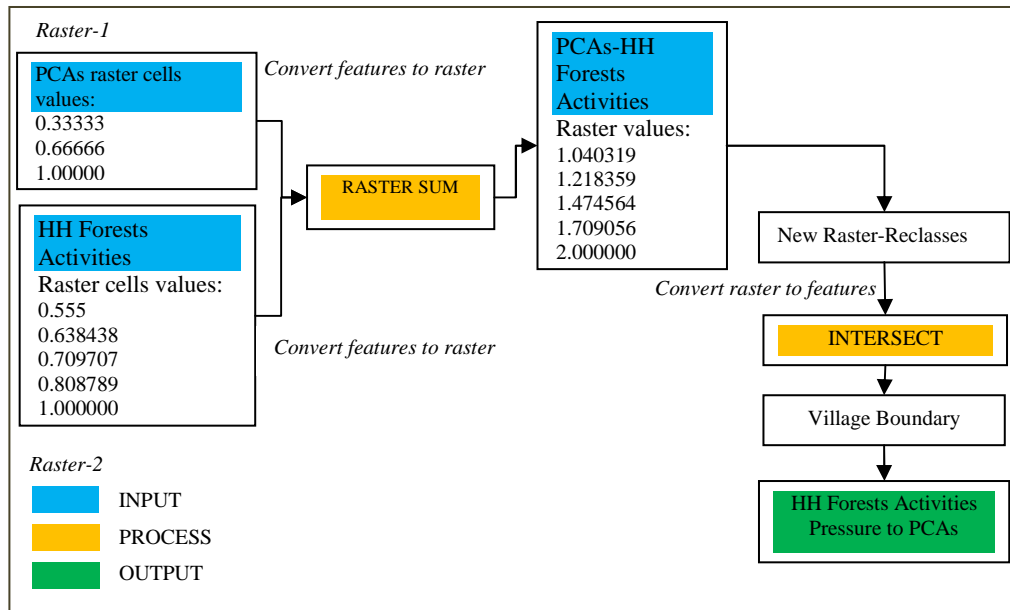 Raster-1
PCAs raster cells
values:
0.33333
0.66666
1.00000
Convert features to raster
HH Forests
Activities
Raster cells values:
0.555
0.638438
0.709707
0.808789
1.000000
Convert features to raster
RASTER SUM
PCAs-HH
Forests
Activities
Raster values:
1.040319
1.218359
1.474564
1.709056
2.000000
New Raster-Reclasses
Convert raster to features
INTERSECT
Village Boundary
HH Forests Activities
Pressure to PCAs
Raster-2
INPUT
PROCESS
OUTPUT